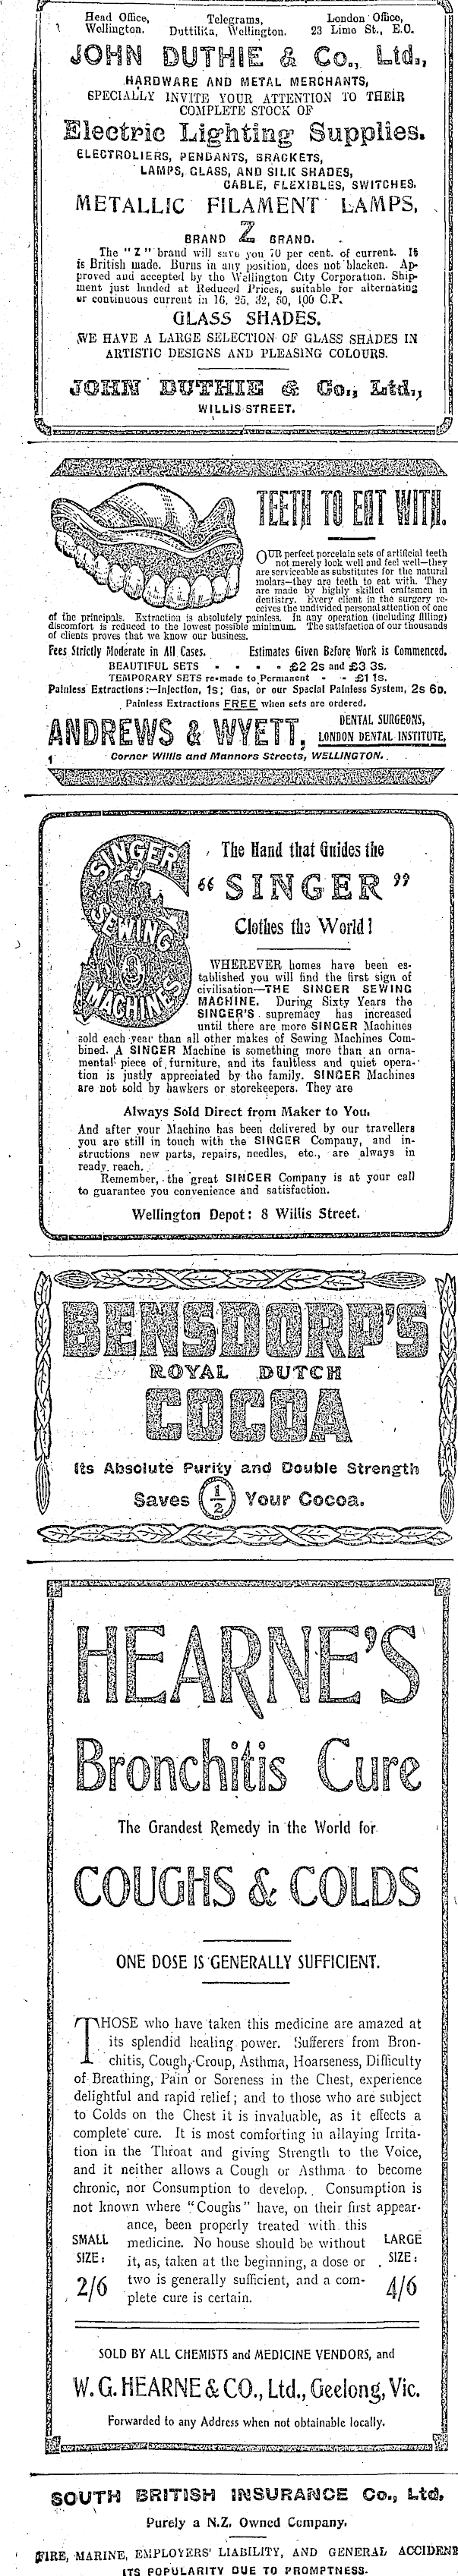 Head Office, Telegrams, London Office,
Wellington. Duttilita, Wellington. 23 Lime St., E.C.
JOHN DUTHIE & Co., Ltd.,
HARDWARE AND METAL MERCHANTS,
SPECIALLY INVITE YOUR ATTENTION TO THEIR
COMPLETE STOCK OF
Electric Lighting Supplies.
ELECTROLIERS, PENDANTS, BRACKETS,
LAMPS, GLASS, AND SILK SHADES,
CABLE, FLEXIBLES, SWITCHES.
METALLIC FILAMENT LAMPS,
BRAND Z BRAND.
The "Z" brand will save you 70 per cent. of current. It
is British made. Burns in any position, does not blacken. Ap-
proved and accepted by the Wellington City Corporation. Ship-
ment just landed at Reduced Prices, suitable for alternating
or continuous current in 16, 25, 32, 50, 100 C.P.
GLASS SHADES.
WE HAVE A LARGE SELECTION OF GLASS SHADES IN
ARTISTIC DESIGNS AND PLEASING COLOURS.
JOHN DUTHIE & Co., Ltd.,
WILLIS STREET.
TEETH TO EAT WITH.
OUR perfect porcelain sets of artificial teeth
not merely look well and feel well—they
are serviceable as substitutes for the natural
molars—they are teeth to eat with. They
are made by highly skilled craftsmen in
dentistry. Every client in the surgery re-
ceives the undivided personal attention of one
of the principals. Extraction is absolutely painless. In any operation (including filling)
discomfort is reduced to the lowest possible minimum. The satisfaction of our thousands
of clients proves that we know our business.
Fees Strictly Moderate in All Cases. Estimates Given Before Work is Commenced.
BEAUTIFUL SETS - - - - £2 2s and £3 3s.
TEMPORARY SETS re-made to Permanent - - £1 1s.
Painless Extractions:—Injection, 1s; Gas, or our Special Painless System, 2s 6D.
Painless Extractions FREE when sets are ordered.
ANDREWS & WYETT, DENTAL SURGEONS,
LONDON DENTAL INSTITUTE,
1 Corner Willis and Manners Streets, WELLINGTON.
SINGER
SEWING
MACHINES
The Hand that Guides the
"SINGER"
Clothes the World!
WHEREVER homes have been es-
tablished you will find the first sign of
civilisation—THE SINGER SEWING
MACHINE. During Sixty Years the
SINGER'S supremacy has increased
until there are more SINGER Machines
sold each year than all other makes of Sewing Machines Com-
bined. A SINGER Machine is something more than an orna-
mental piece of furniture, and its faultless and quiet opera-
tion is justly appreciated by the family. SINGER Machines
are not sold by hawkers or storekeepers. They are
Always Sold Direct from Maker to You.
And after your Machine has been delivered by our travellers
you are still in touch with the SINGER Company, and in-
structions new parts, repairs, needles, etc., are always in
ready reach.
Remember, the great SINGER Company is at your call
to guarantee you convenience and satisfaction.
Wellington Depot: 8 Willis Street.
BENSDORP'S
ROYAL DUTCH
COCOA
Its Absolute Purity and Double Strength
Saves 1/2 Your Cocoa.
HEARNE'S
Bronchitis Cure
The Grandest Remedy in the World for
COUGHS & COLDS
ONE DOSE IS GENERALLY SUFFICIENT.
THOSE who have taken this medicine are amazed at
its splendid healing power. Sufferers from Bron-
chitis, Cough, Croup, Asthma, Hoarseness, Difficulty
of Breathing, Pain or Soreness in the Chest, experience
delightful and rapid relief; and to those who are subject
to Colds on the Chest it is invaluable, as it effects a
complete cure. It is most comforting in allaying Irrita-
tion in the Throat and giving Strength to the Voice,
and it neither allows a Cough or Asthma to become
chronic, nor Consumption to develop. Consumption is
not known where "Coughs" have, on their first appear-
ance, been properly treated with this
medicine. No house should be without
it, as, taken at the beginning, a dose or
two is generally sufficient, and a com-
plete cure is certain.
SMALL
SIZE:
2/6
LARGE
SIZE:
4/6
SOLD BY ALL CHEMISTS and MEDICINE VENDORS, and
W. G. HEARNE & CO., Ltd., Geelong, Vic.
Forwarded to any Address when not obtainable locally.
SOUTH BRITISH INSURANCE Co., Ltd.
Purely a N.Z. Owned Company.
FIRE, MARINE, EMPLOYERS' LIABILITY, AND GENERAL ACCIDENT
ITS POPULARITY DUE TO PROMPTNESS.